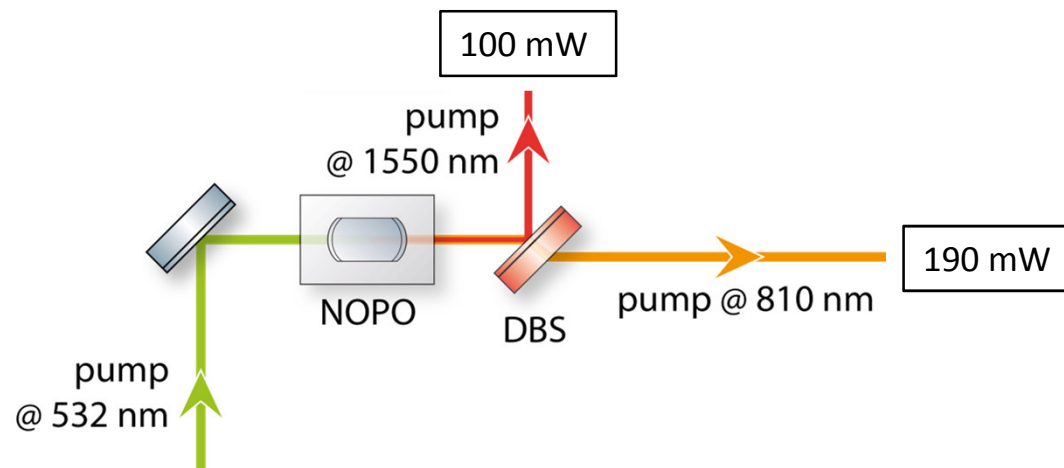 100 mW
pump
@ 1550 nm
190 mW
pump @ 810 nm
NOPO
DBS
pump
@ 532 nm